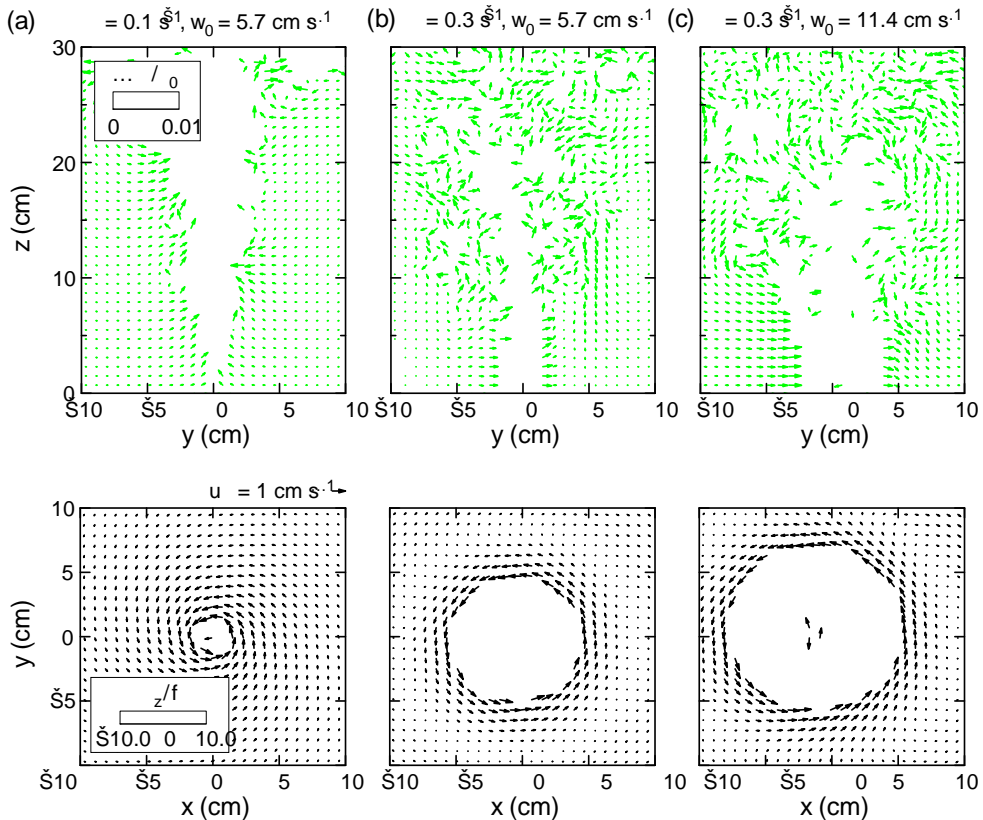 (a) = 0.1 šŠ1, w0 = 5.7 cm s-1 (b) = 0.3 šŠ1, w0 = 5.7 cm s-1 (c) = 0.3 šŠ1, w0 = 11.4 cm s-1
30
… / 0
0 0.01
20
z (cm)
10
0
Š10 Š5 0 5 10
Š10 Š5 0 5 10
Š10 Š5 0 5 10
y (cm) y (cm) y (cm)
u = 1 cm s-1
10
5
y (cm)
0
z/f
Š10.0 0 10.0
Š5
Š10
Š10 Š5 0 5 10
Š10 Š5 0 5 10
Š10 Š5 0 5 10
x (cm) x (cm) x (cm)